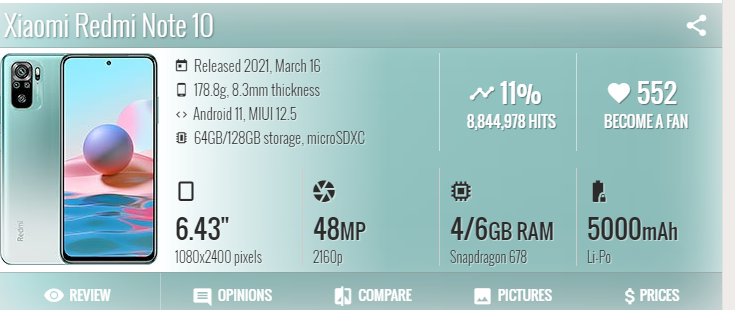 Xiaomi Redmi Note 10
Released 2021, March 16
178.8g, 8.3mm thickness
Android 11, MIUI 12.5
64GB/128GB storage, microSDXC
11%
8,844,978 HITS
552
BECOME A FAN
Redmi
6.43"
1080x2400 pixels
48MP
2160p
4/6GB RAM
Snapdragon 678
5000mAh
Li-Po
REVIEW
OPINIONS
COMPARE
PICTURES
PRICES